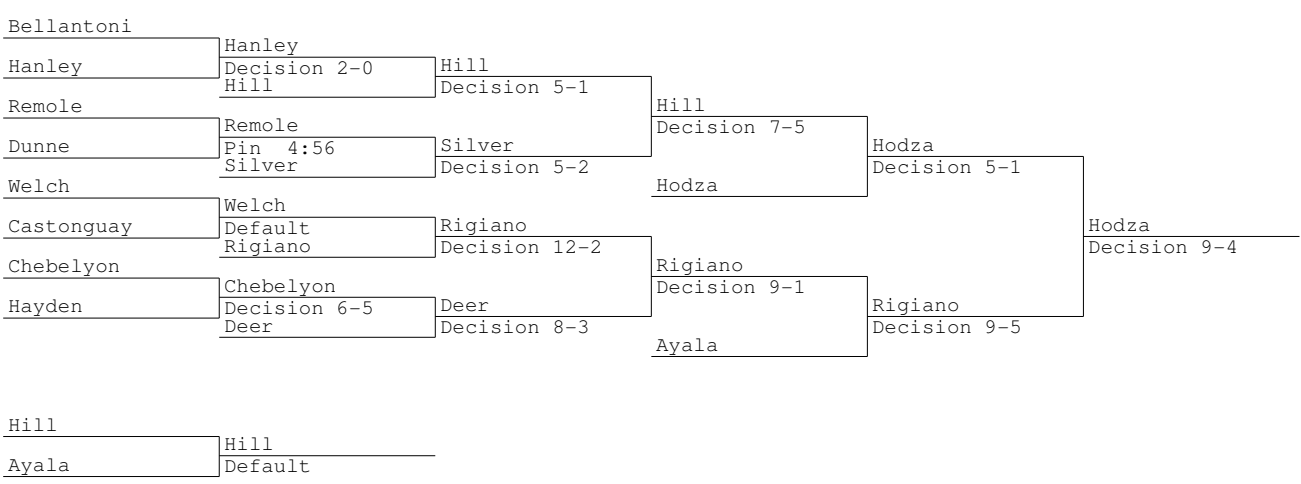 Bellantoni
Hanley
Hanley
Decision 2-0
Hill
Hill
Decision 5-1
Remole
Hill
Decision 7-5
Remole
Pin  4:56
Silver
Dunne
Silver
Decision 5-2
Hodza
Decision 5-1
Welch
Hodza
Welch
Default
Rigiano
Castonguay
Rigiano
Decision 12-2
Hodza
Decision 9-4
Chebelyon
Rigiano
Decision 9-1
Chebelyon
Decision 6-5
Deer
Hayden
Deer
Decision 8-3
Rigiano
Decision 9-5
Ayala
Hill
Hill
Default
Ayala